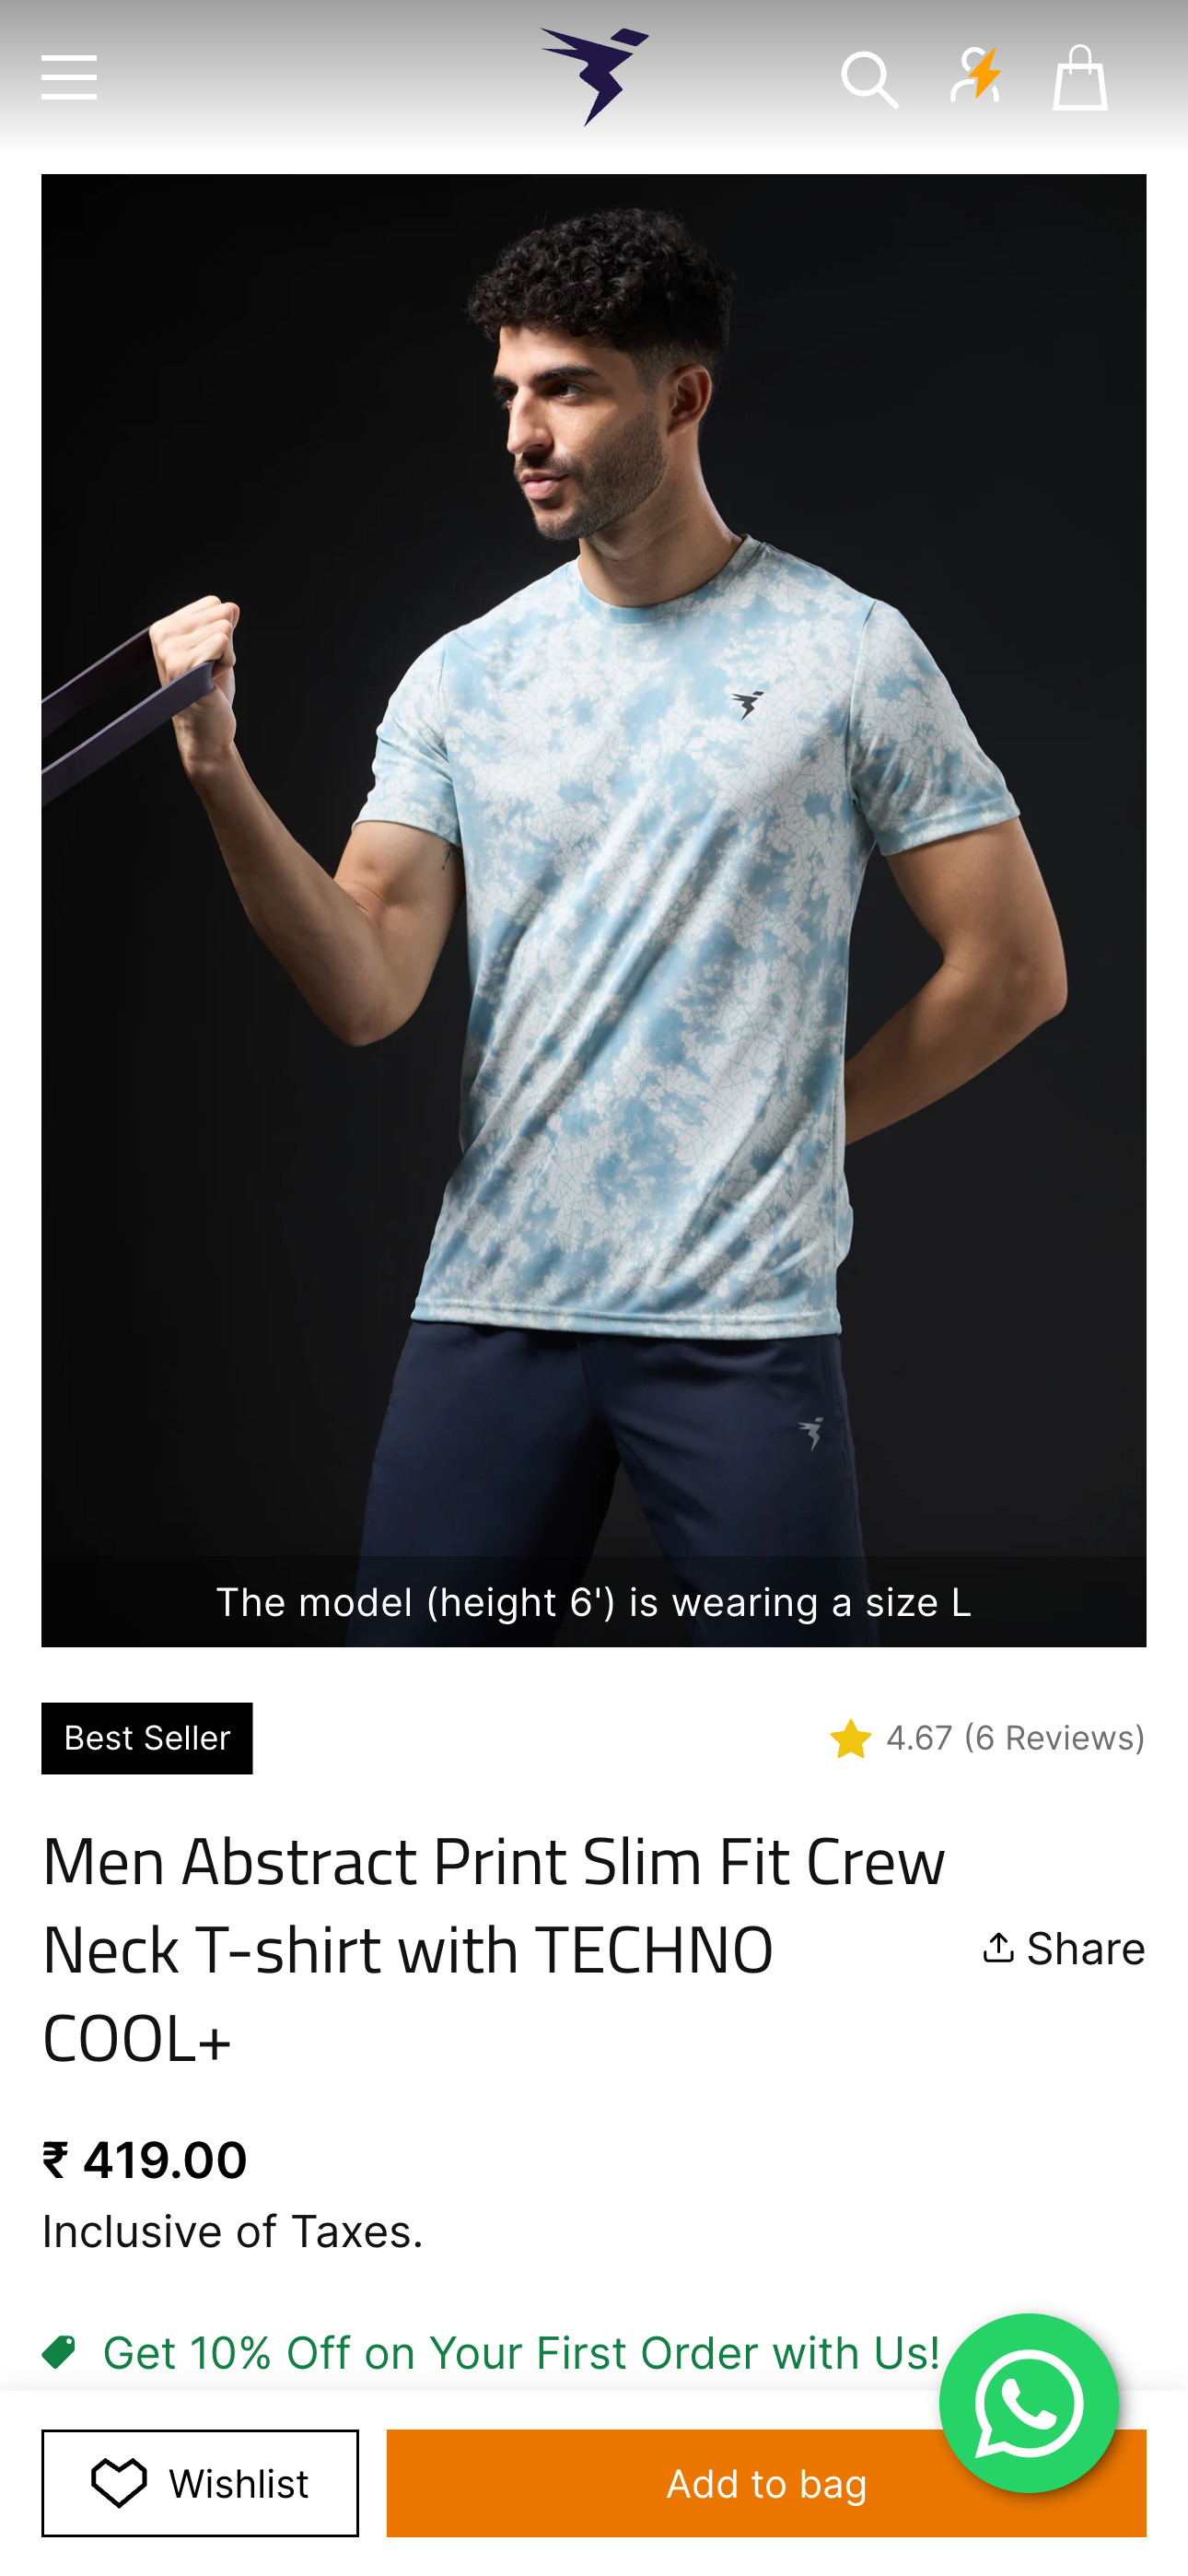 The model (height 6') is wearing a size L
Best Seller
4.67 (6 Reviews)
Men Abstract Print Slim Fit Crew
Neck T-shirt with TECHNO
COOL+
Share
₹ 419.00
Inclusive of Taxes.
Get 10% Off on Your First Order with Us!
Wishlist
Add to bag